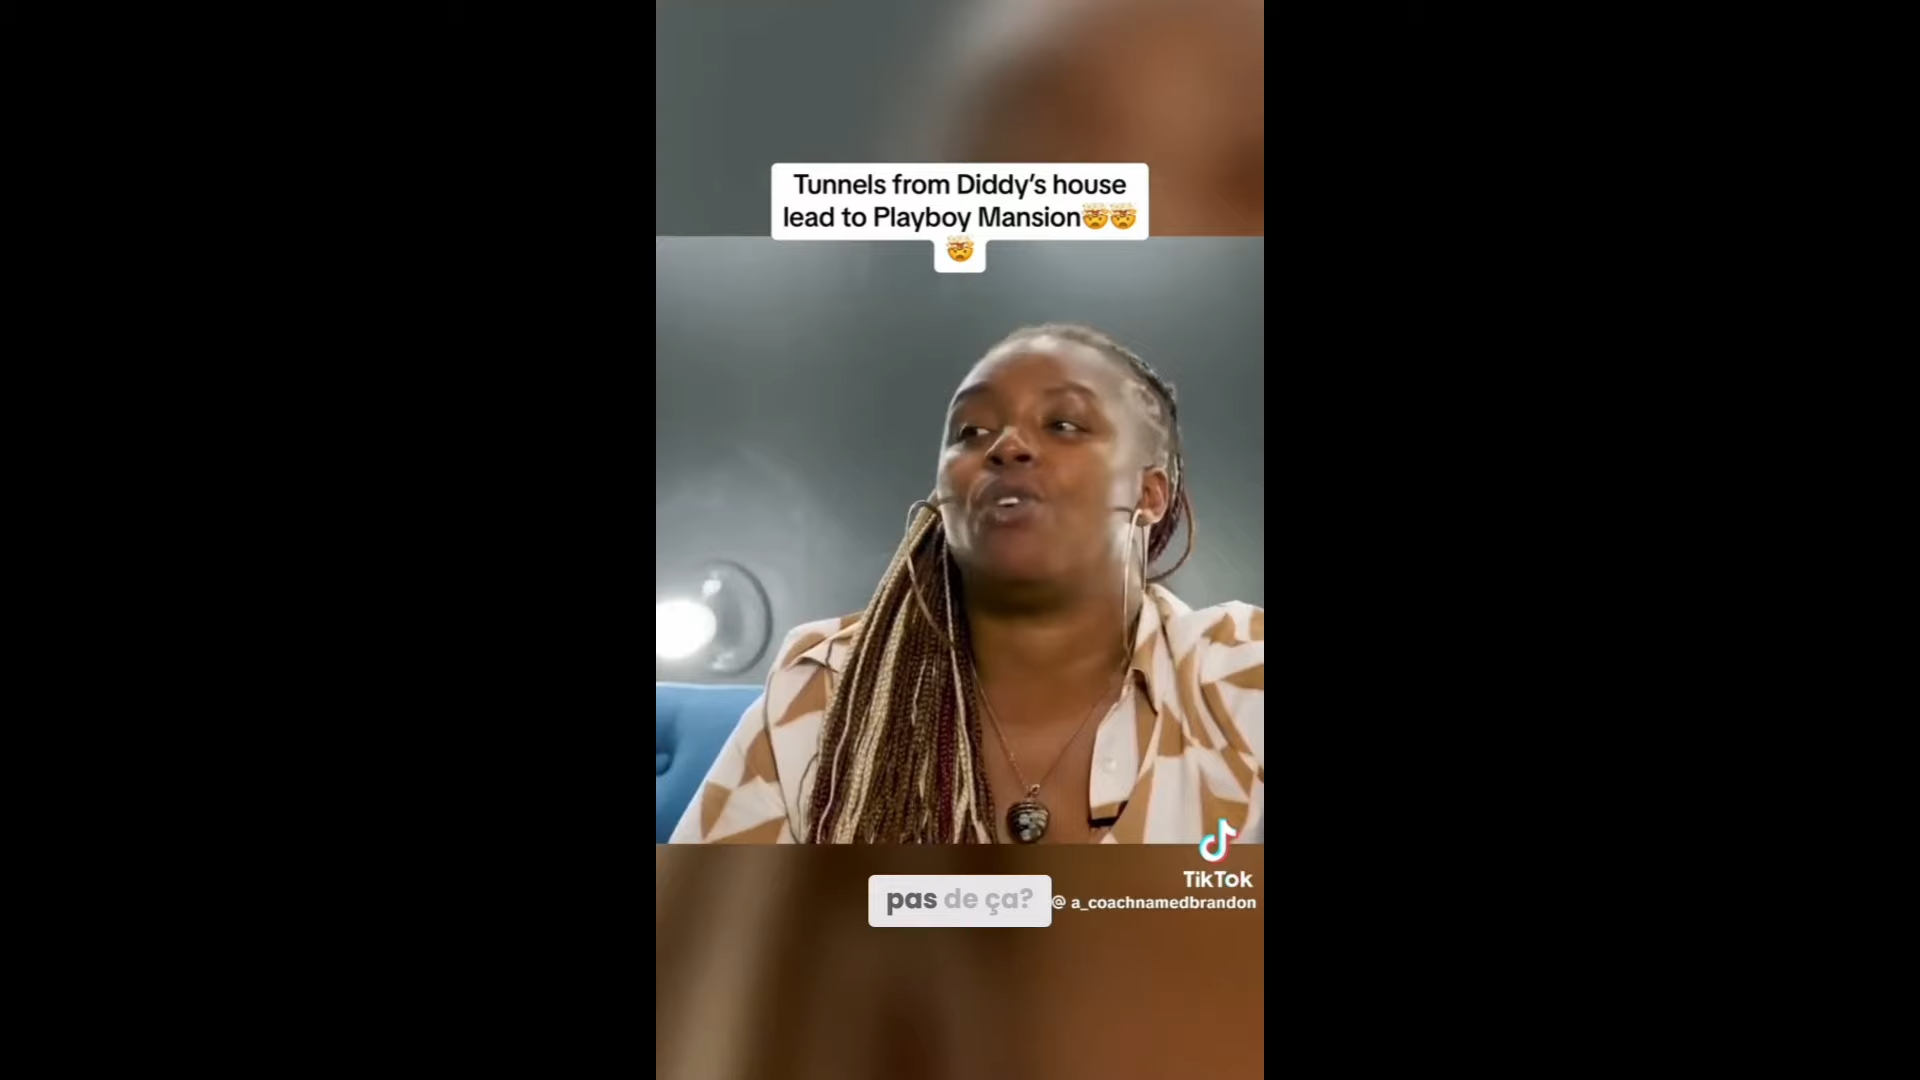 Tunnels from Diddy's house
lead to Playboy Mansion🤯🤯
🤯
TikTok
pas de ça?
@ a_coachnamedbrandon